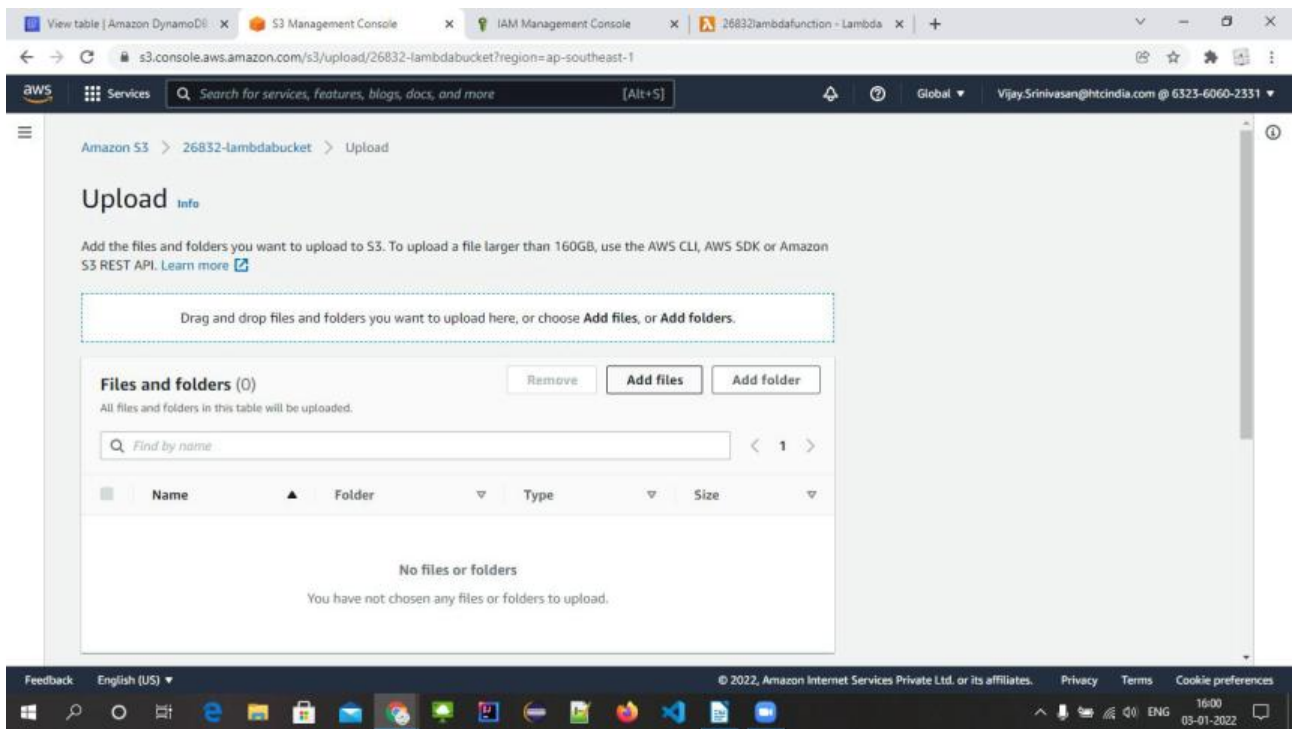 View table | Amazon DynamoDB
S3 Management Console
IAM Management Console
26832lambdafunction - Lambda
s3.console.aws.amazon.com/s3/upload/26832-lambdabucket?region=ap-southeast-1
aws
Services
Search for services, features, blogs, docs, and more
[Alt+S]
Global
Vijay.Srinivasan@htcindia.com @ 6323-6060-2331
Amazon S3 > 26832-lambdabucket > Upload
Upload Info
Add the files and folders you want to upload to S3. To upload a file larger than 160GB, use the AWS CLI, AWS SDK or Amazon
S3 REST API. Learn more
Drag and drop files and folders you want to upload here, or choose Add files, or Add folders.
Files and folders (0)
Remove
Add files
Add folder
All files and folders in this table will be uploaded.
Find by name
< 1 >
Name
Folder
Type
Size
No files or folders
You have not chosen any files or folders to upload.
Feedback
English (US)
© 2022, Amazon Internet Services Private Ltd. or its affiliates.
Privacy
Terms
Cookie preferences
ENG
16:00
03-01-2022